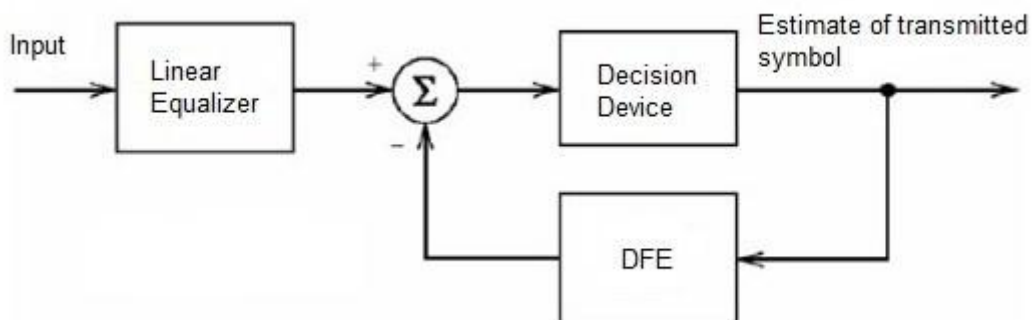 Input
Linear
Equalizer
+
Σ
−
Decision
Device
Estimate of transmitted
symbol
DFE